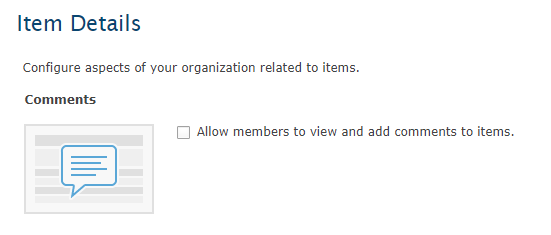 Item Details
Configure aspects of your organization related to items.
Comments
Allow members to view and add comments to items.